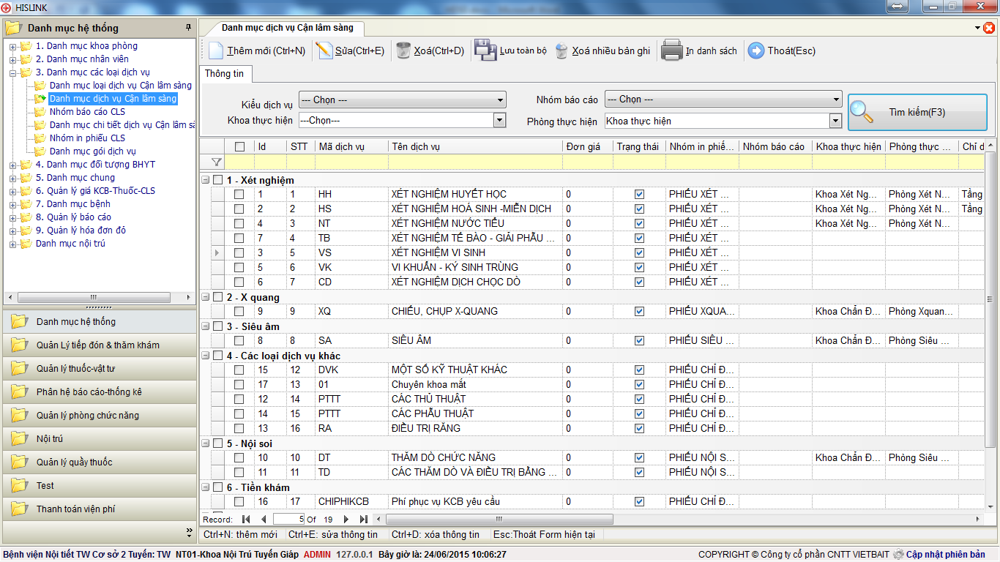 HISLINK
Danh mục hệ thống
1. Danh mục khoa phòng
2. Danh mục nhân viên
3. Danh mục các loại dịch vụ
Danh mục loại dịch vụ Cận lâm sàng
Danh mục dịch vụ Cận lâm sàng
Nhóm báo cáo CLS
Danh mục chi tiết dịch vụ Cận lâm sà
Nhóm in phiếu CLS
Danh mục gói dịch vụ
4. Danh mục đối tượng BHYT
5. Danh mục chung
6. Quản lý giá KCB-Thuốc-CLS
7. Danh mục bệnh
8. Quản lý báo cáo
9. Quản lý hóa đơn đỏ
Danh mục nội trú
Danh mục hệ thống
Quản Lý tiếp đón & thăm khám
Quản lý thuốc-vật tư
Phân hệ báo cáo-thống kê
Quản lý phòng chức năng
Nội trú
Quản lý quầy thuốc
Test
Thanh toán viện phí
Danh mục dịch vụ Cận lâm sàng
Thêm mới (Ctrl+N) Sửa(Ctrl+E) Xoá(Ctrl+D) Lưu toàn bộ Xoá nhiều bản ghi In danh sách Thoát(Esc)
Thông tin
Kiểu dịch vụ --- Chọn --- Nhóm báo cáo --- Chọn ---
Khoa thực hiện ---Chọn--- Phòng thực hiện Khoa thực hiện
Tìm kiếm(F3)
Id STT Mã dịch vụ Tên dịch vụ Đơn giá Trạng thái Nhóm in phiế... Nhóm báo cáo Khoa thực hiện Phòng thực ... Chỉ d
1 - Xét nghiệm
1 1 HH XÉT NGHIỆM HUYẾT HỌC 0 PHIẾU XÉT ... Khoa Xét Ng... Phòng Xét N... Tầng
2 2 HS XÉT NGHIỆM HOÁ SINH -MIỄN DỊCH 0 PHIẾU XÉT ... Khoa Xét Ng... Phòng Xét N... Tầng
4 3 NT XÉT NGHIỆM NƯỚC TIỂU 0 PHIẾU XÉT ... Khoa Xét Ng... Phòng Xét N...
7 4 TB XÉT NGHIỆM TẾ BÀO - GIẢI PHẪU ... 0 PHIẾU XÉT ...
3 5 VS XÉT NGHIỆM VI SINH 0 PHIẾU XÉT ...
5 6 VK VI KHUẨN - KÝ SINH TRÙNG 0 PHIẾU XÉT ...
6 7 CD XÉT NGHIỆM DỊCH CHỌC DÒ 0 PHIẾU XÉT ...
2 - X quang
9 9 XQ CHIẾU, CHỤP X-QUANG 0 PHIẾU XQUA... Khoa Chẩn Đ... Phòng Xquan...
3 - Siêu âm
8 8 SA SIÊU ÂM 0 PHIẾU SIÊU ... Khoa Chẩn Đ... Phòng Siêu ...
4 - Các loại dịch vụ khác
15 12 DVK MỘT SỐ KỸ THUẬT KHÁC 0 PHIẾU CHỈ Đ...
17 13 01 Chuyên khoa mắt 0 PHIẾU CHỈ Đ...
12 14 PTTT CÁC THỦ THUẬT 0 PHIẾU CHỈ Đ...
14 15 PTTT CÁC PHẪU THUẬT 0 PHIẾU CHỈ Đ...
13 16 RA ĐIỀU TRỊ RĂNG 0 PHIẾU CHỈ Đ...
5 - Nội soi
10 10 DT THĂM DÒ CHỨC NĂNG 0 PHIẾU NỘI S... Khoa Chẩn Đ... Phòng Siêu ...
11 11 TD CÁC THĂM DÒ VÀ ĐIỀU TRỊ BẰNG ... 0 PHIẾU NỘI S...
6 - Tiền khám
16 17 CHIPHIKCB Phí phục vụ KCB yêu cầu 0 PHIẾU CHỈ Đ...
Record: 5 Of 19
Ctrl+N: thêm mới Ctrl+E: sửa thông tin Ctrl+D: xóa thông tin Esc:Thoát Form hiện tại
Bệnh viện Nội tiết TW Cơ sở 2 Tuyến: TW NT01-Khoa Nội Trú Tuyến Giáp ADMIN 127.0.0.1 Bây giờ là: 24/06/2015 10:06:27 COPYRIGHT © Công ty cổ phần CNTT VIETBAIT Cập nhật phiên bản